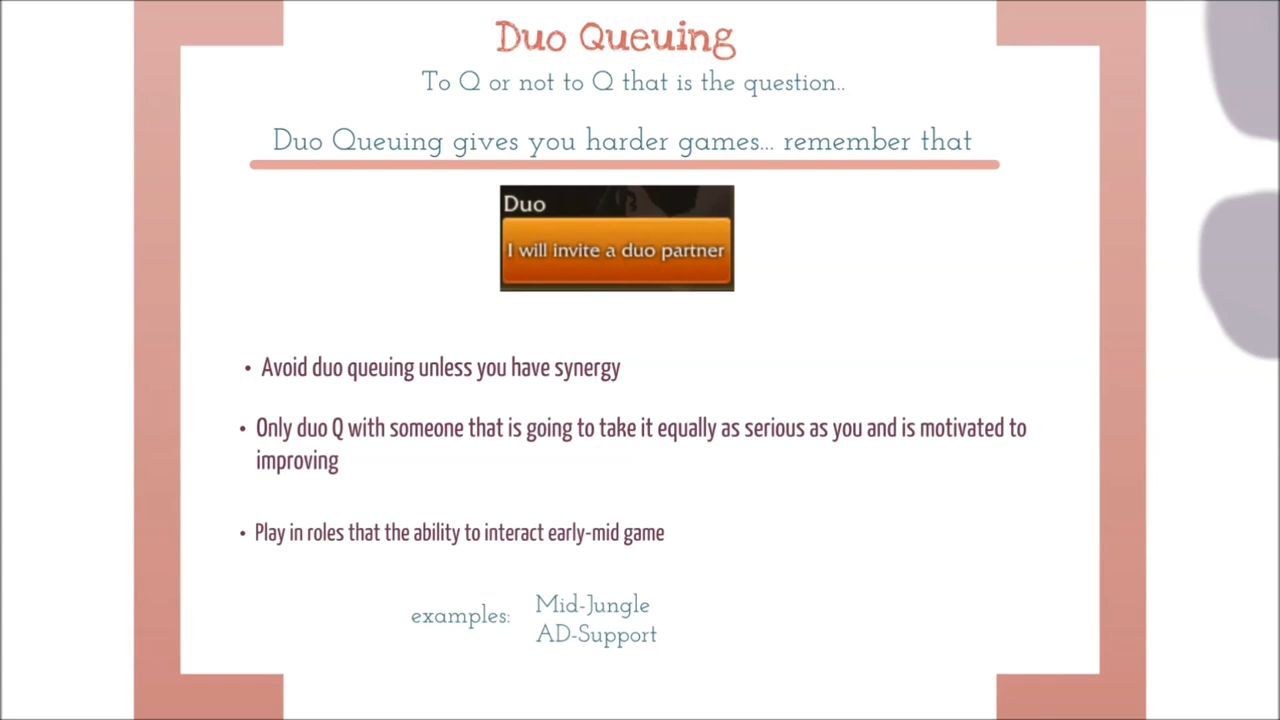 Duo Queuing
To Q or not to Q that is the question..
Duo Queuing gives you harder games... remember that
Duo
I will invite a duo partner
• Avoid duo queuing unless you have synergy
• Only duo Q with someone that is going to take it equally as serious as you and is motivated to
improving
• Play in roles that the ability to interact early-mid game
examples:
Mid-Jungle
AD-Support